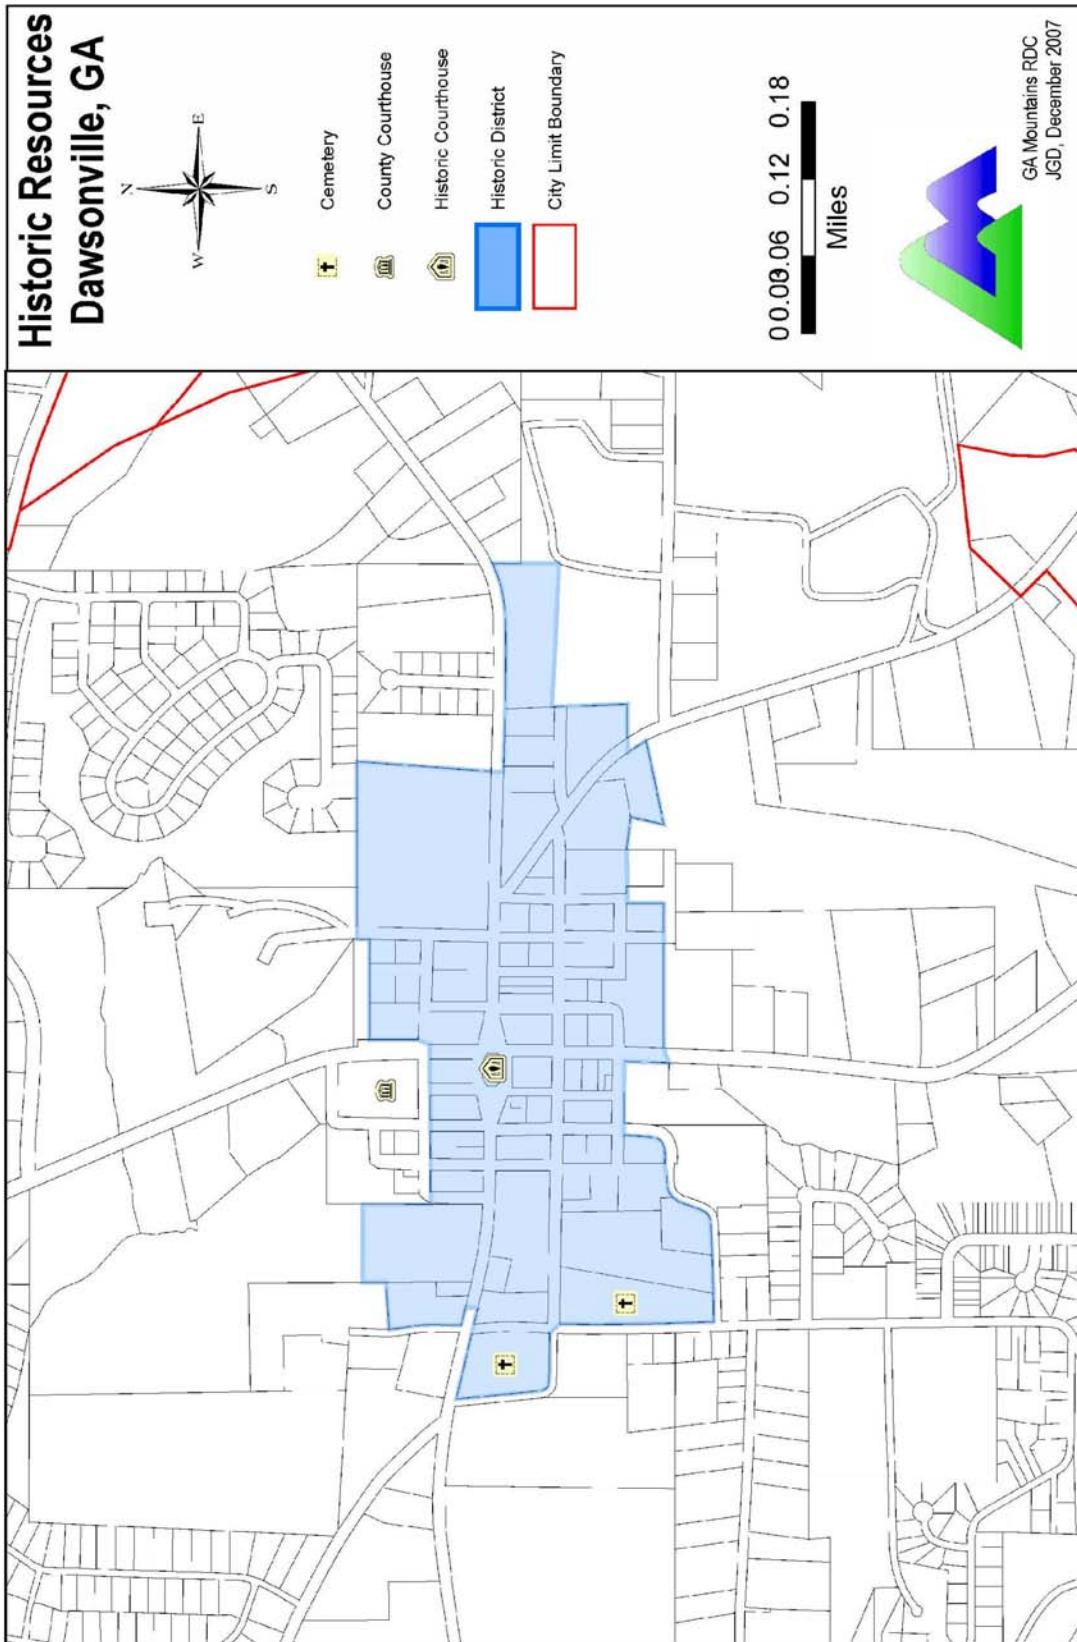 Historic Resources
Dawsonville, GA
N
W
E
S
Cemetery
County Courthouse
Historic Courthouse
Historic District
City Limit Boundary
0 0.03 0.06 0.12 0.18
Miles
GA Mountains RDC
JGD, December 2007